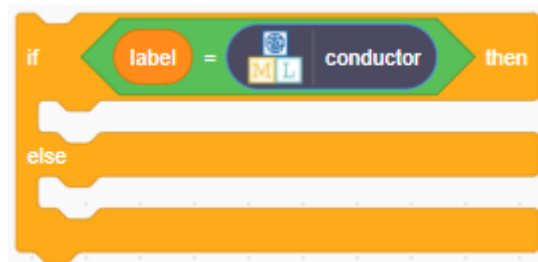 if label = ML conductor then
else